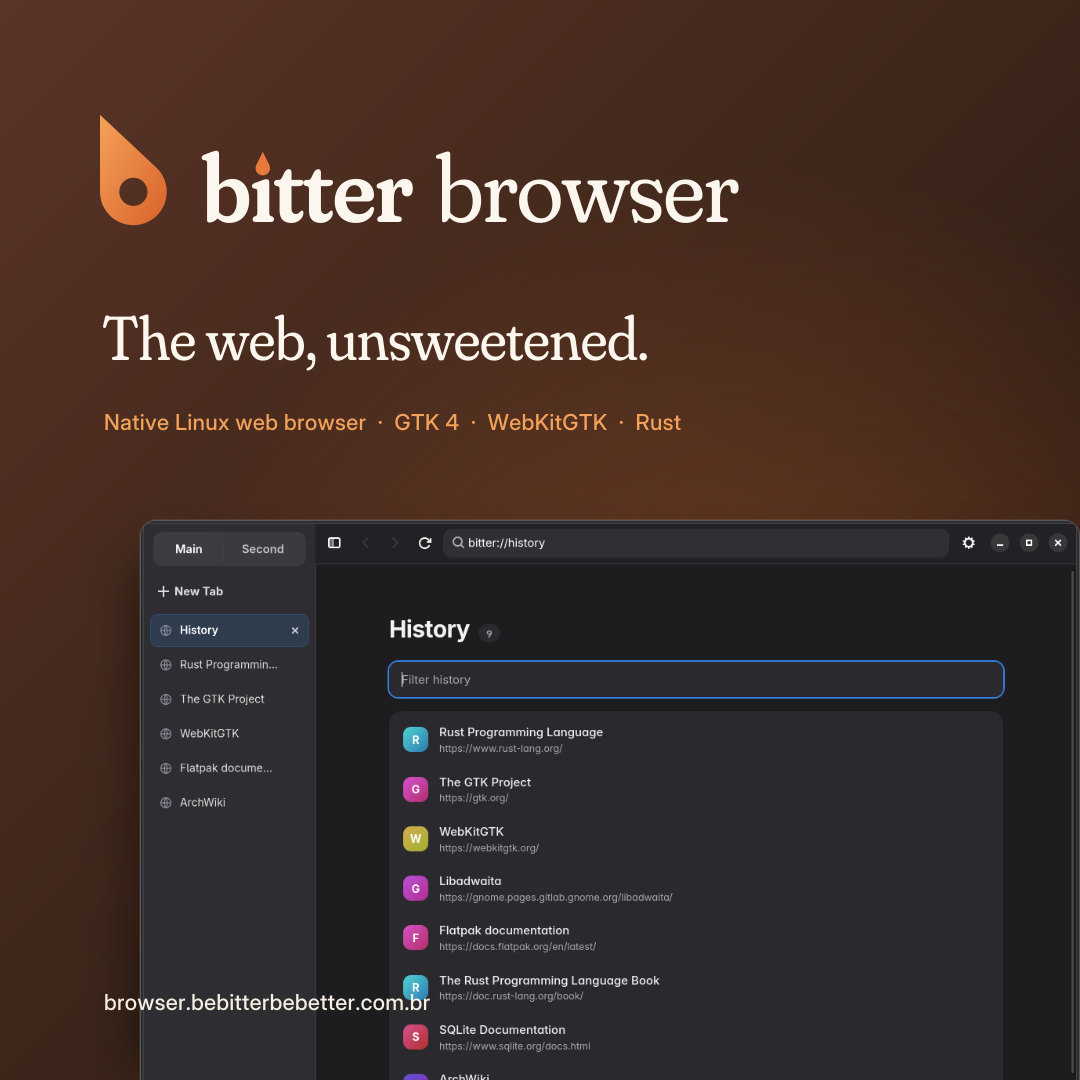 bitter browser
The web, unsweetened.
Native Linux web browser · GTK 4 · WebKitGTK · Rust
Main Second
bitter://history
New Tab
History
Rust Programmin...
The GTK Project
WebKitGTK
Flatpak docume...
ArchWiki
History 9
Filter history
R Rust Programming Language
https://www.rust-lang.org/
G The GTK Project
https://gtk.org/
W WebKitGTK
https://webkitgtk.org/
G Libadwaita
https://gnome.pages.gitlab.gnome.org/libadwaita/
F Flatpak documentation
https://docs.flatpak.org/en/latest/
R The Rust Programming Language Book
https://doc.rust-lang.org/book/
browser.bebitterbebetter.com.br
S SQLite Documentation
https://www.sqlite.org/docs.html
ArchWiki